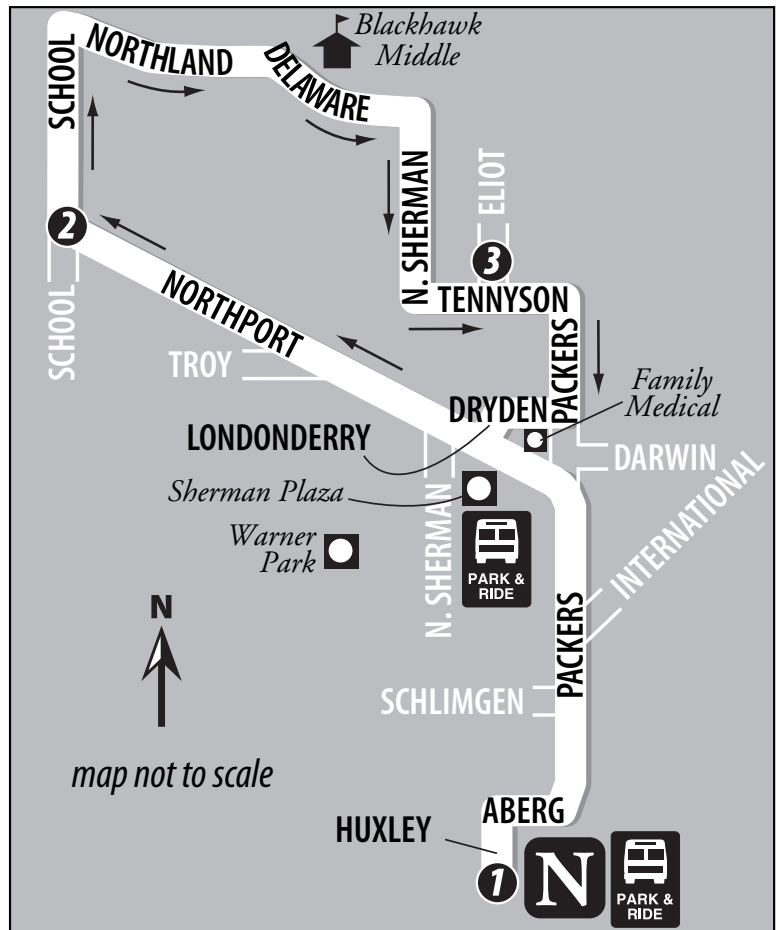 Blackhawk
Middle
NORTHLAND
DELAWARE
SCHOOL
N. SHERMAN
ELIOT
2
3
TENNYSON
SCHOOL
NORTHPORT
PACKERS
TROY
Family
Medical
DRYDEN
LONDONDERRY
DARWIN
Sherman Plaza
INTERNATIONAL
Warner
Park
N. SHERMAN
PARK &
RIDE
N
PACKERS
SCHLIMGEN
map not to scale
ABERG
HUXLEY
1
N
PARK &
RIDE